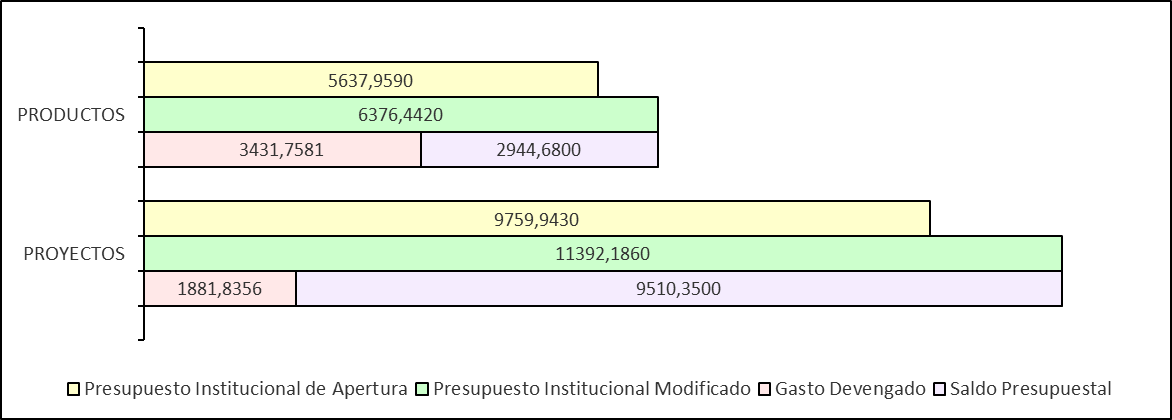 5637,9590
PRODUCTOS
6376,4420
3431,7581 2944,6800
9759,9430
PROYECTOS
11392,1860
1881,8356 9510,3500
Presupuesto Institucional de Apertura Presupuesto Institucional Modificado Gasto Devengado Saldo Presupuestal